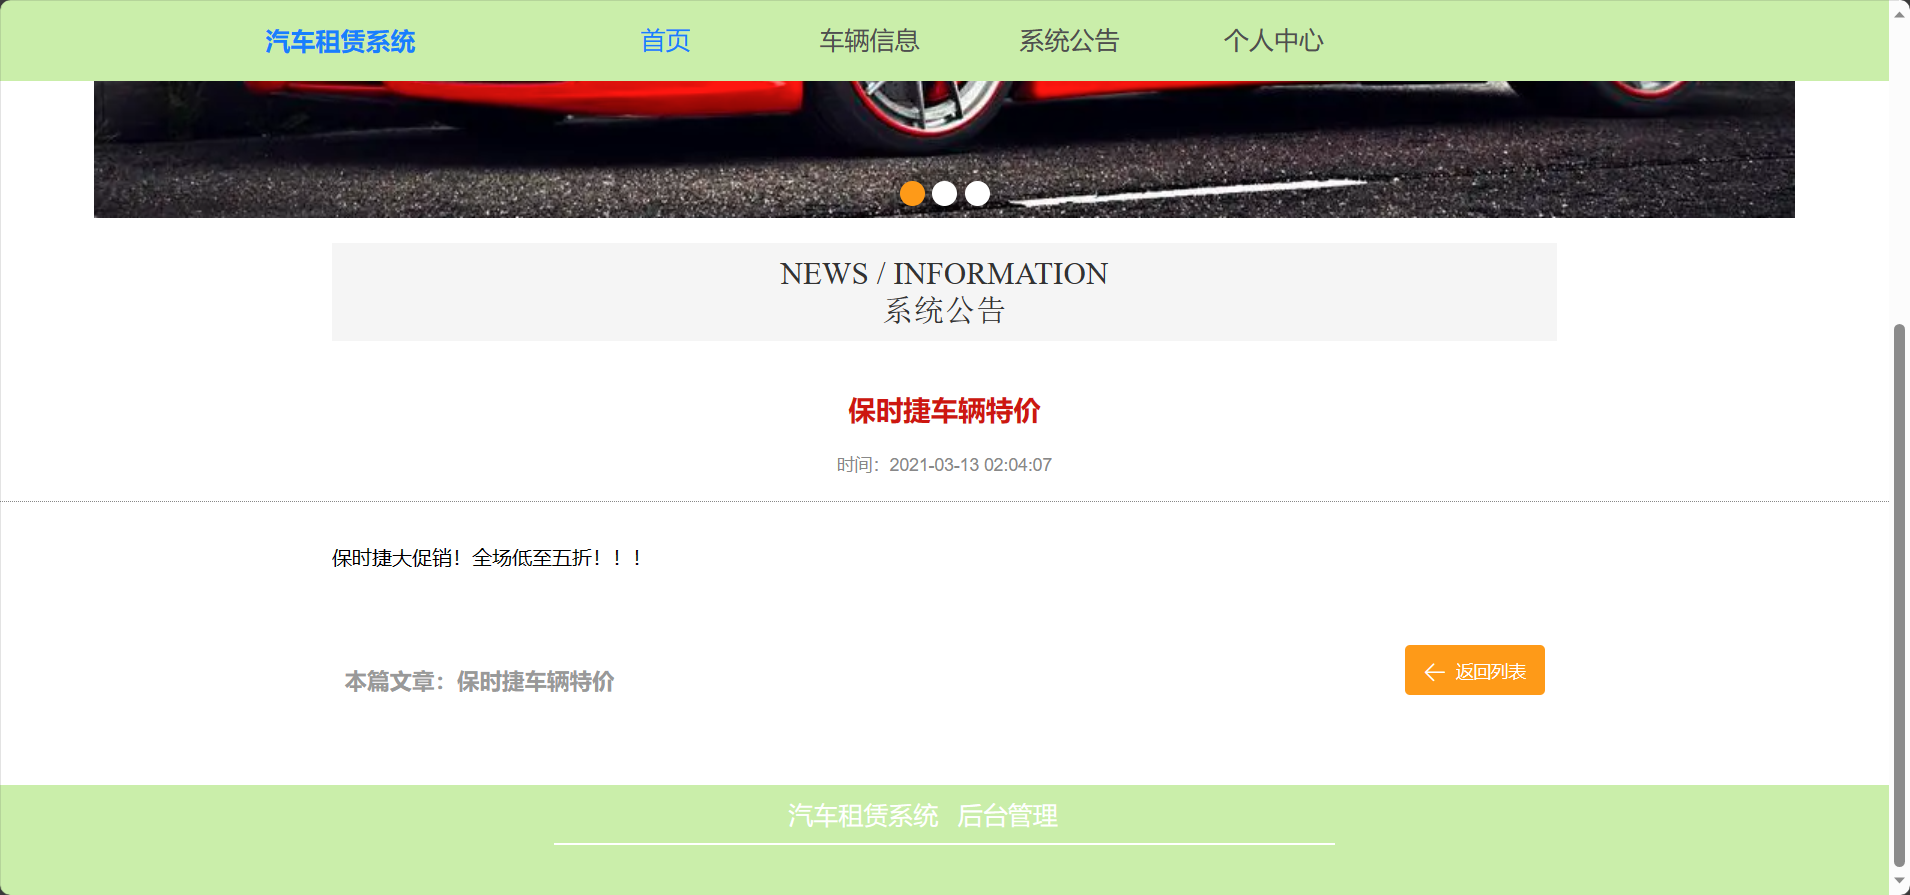 汽车租赁系统 首页 车辆信息 系统公告 个人中心
NEWS / INFORMATION
系统公告
保时捷车辆特价
时间：2021-03-13 02:04:07
保时捷大促销！全场低至五折！！！
本篇文章：保时捷车辆特价
返回列表
汽车租赁系统 后台管理